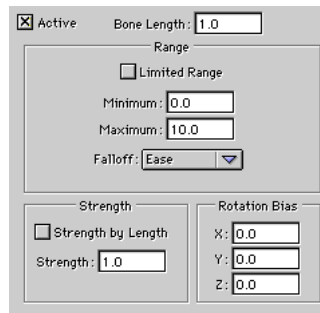 Active Bone Length: 1.0
Range
Limited Range
Minimum: 0.0
Maximum: 10.0
Falloff: Ease
Strength
Strength by Length
Strength: 1.0
Rotation Bias
X: 0.0
Y: 0.0
Z: 0.0